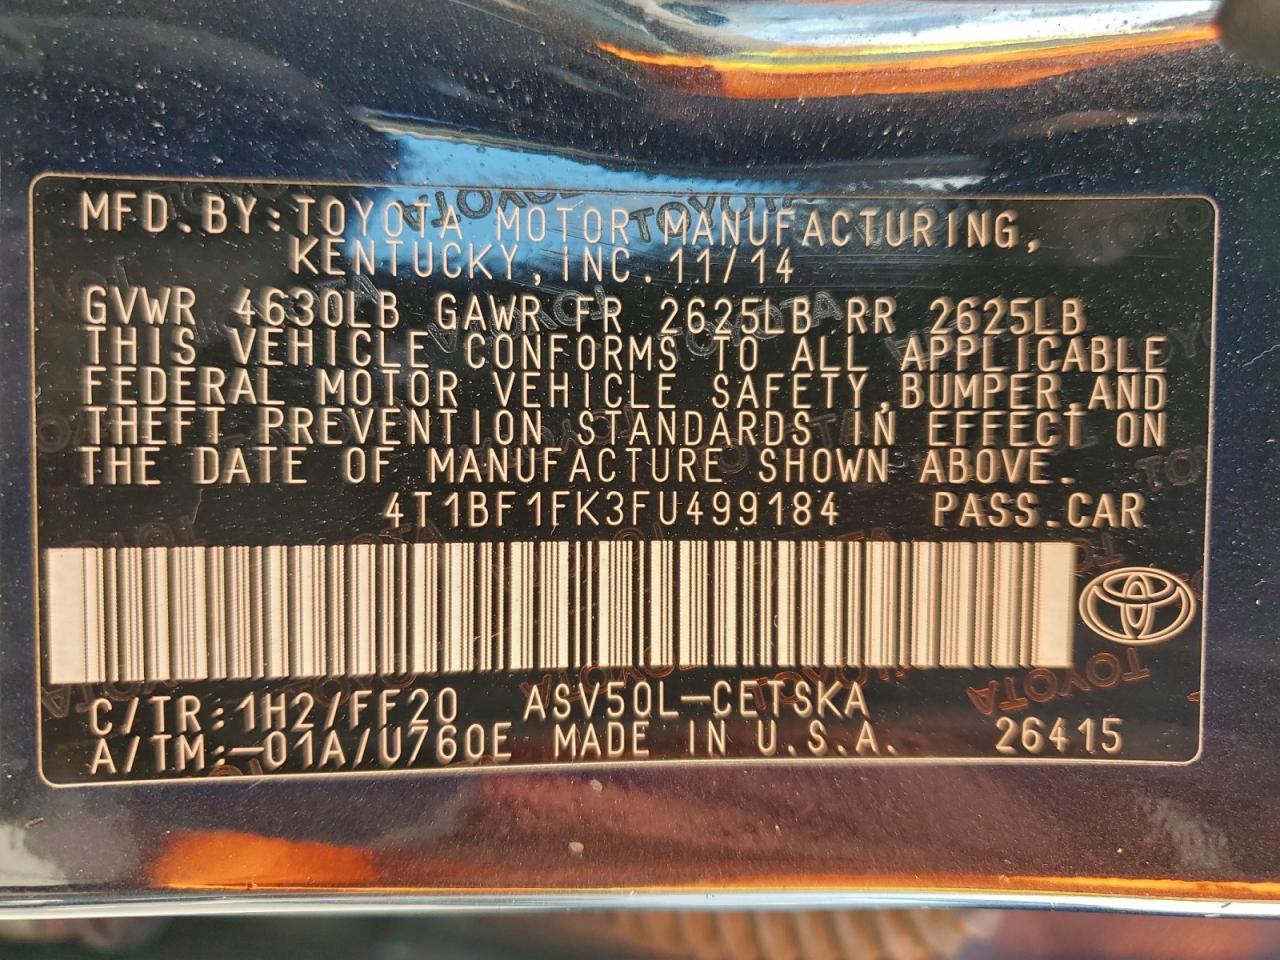 MFD.BY:TOYOTA MOTOR MANUFACTURING,
KENTUCKY,INC.11/14
GVWR 4630LB GAWR FR 2625LB RR 2625LB
THIS VEHICLE CONFORMS TO ALL APPLICABLE
FEDERAL MOTOR VEHICLE SAFETY,BUMPER,AND
THEFT PREVENTION STANDARDS IN EFFECT ON
THE DATE OF MANUFACTURE SHOWN ABOVE.
4T1BF1FK3FU499184 PASS.CAR
C/TR:1H2/FF20 ASV50L-CETSKA
A/TM:-01A/U760E MADE IN U.S.A. 26415